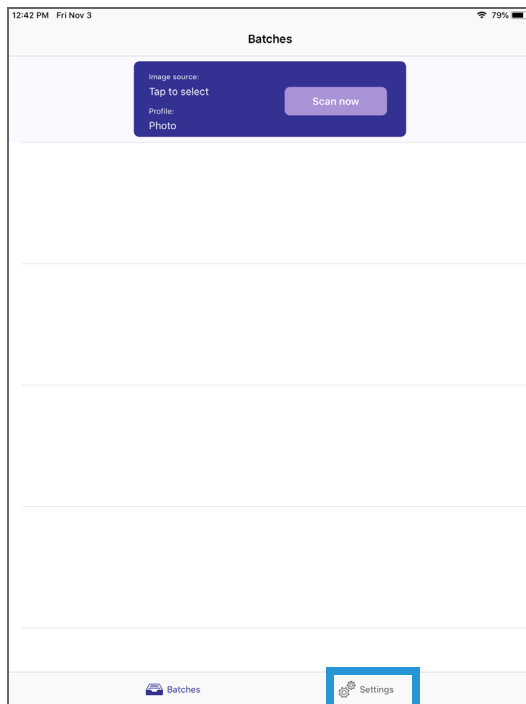 12:42 PM Fri Nov 3 79%
Batches
Image source:
Tap to select
Scan now
Profile:
Photo
Batches Settings